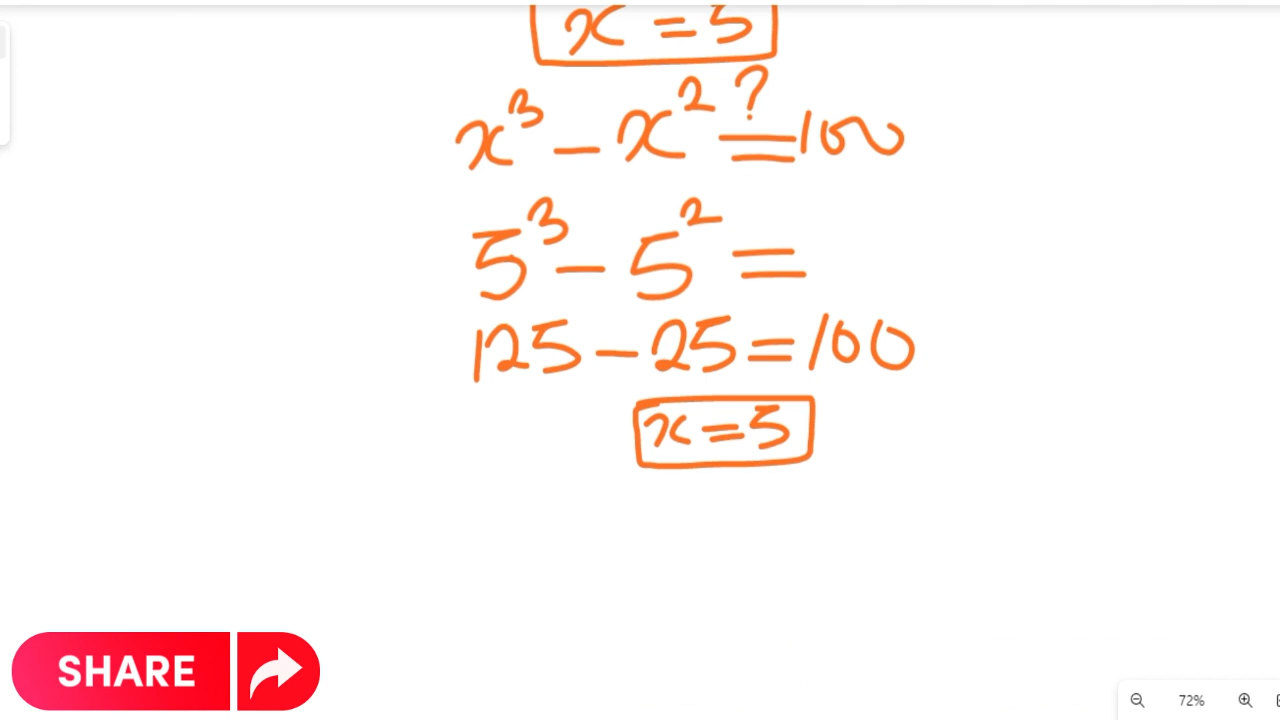 x = 5
x³ - x² ?= 100
5³ - 5² =
125 - 25 = 100
x = 5
SHARE
72%